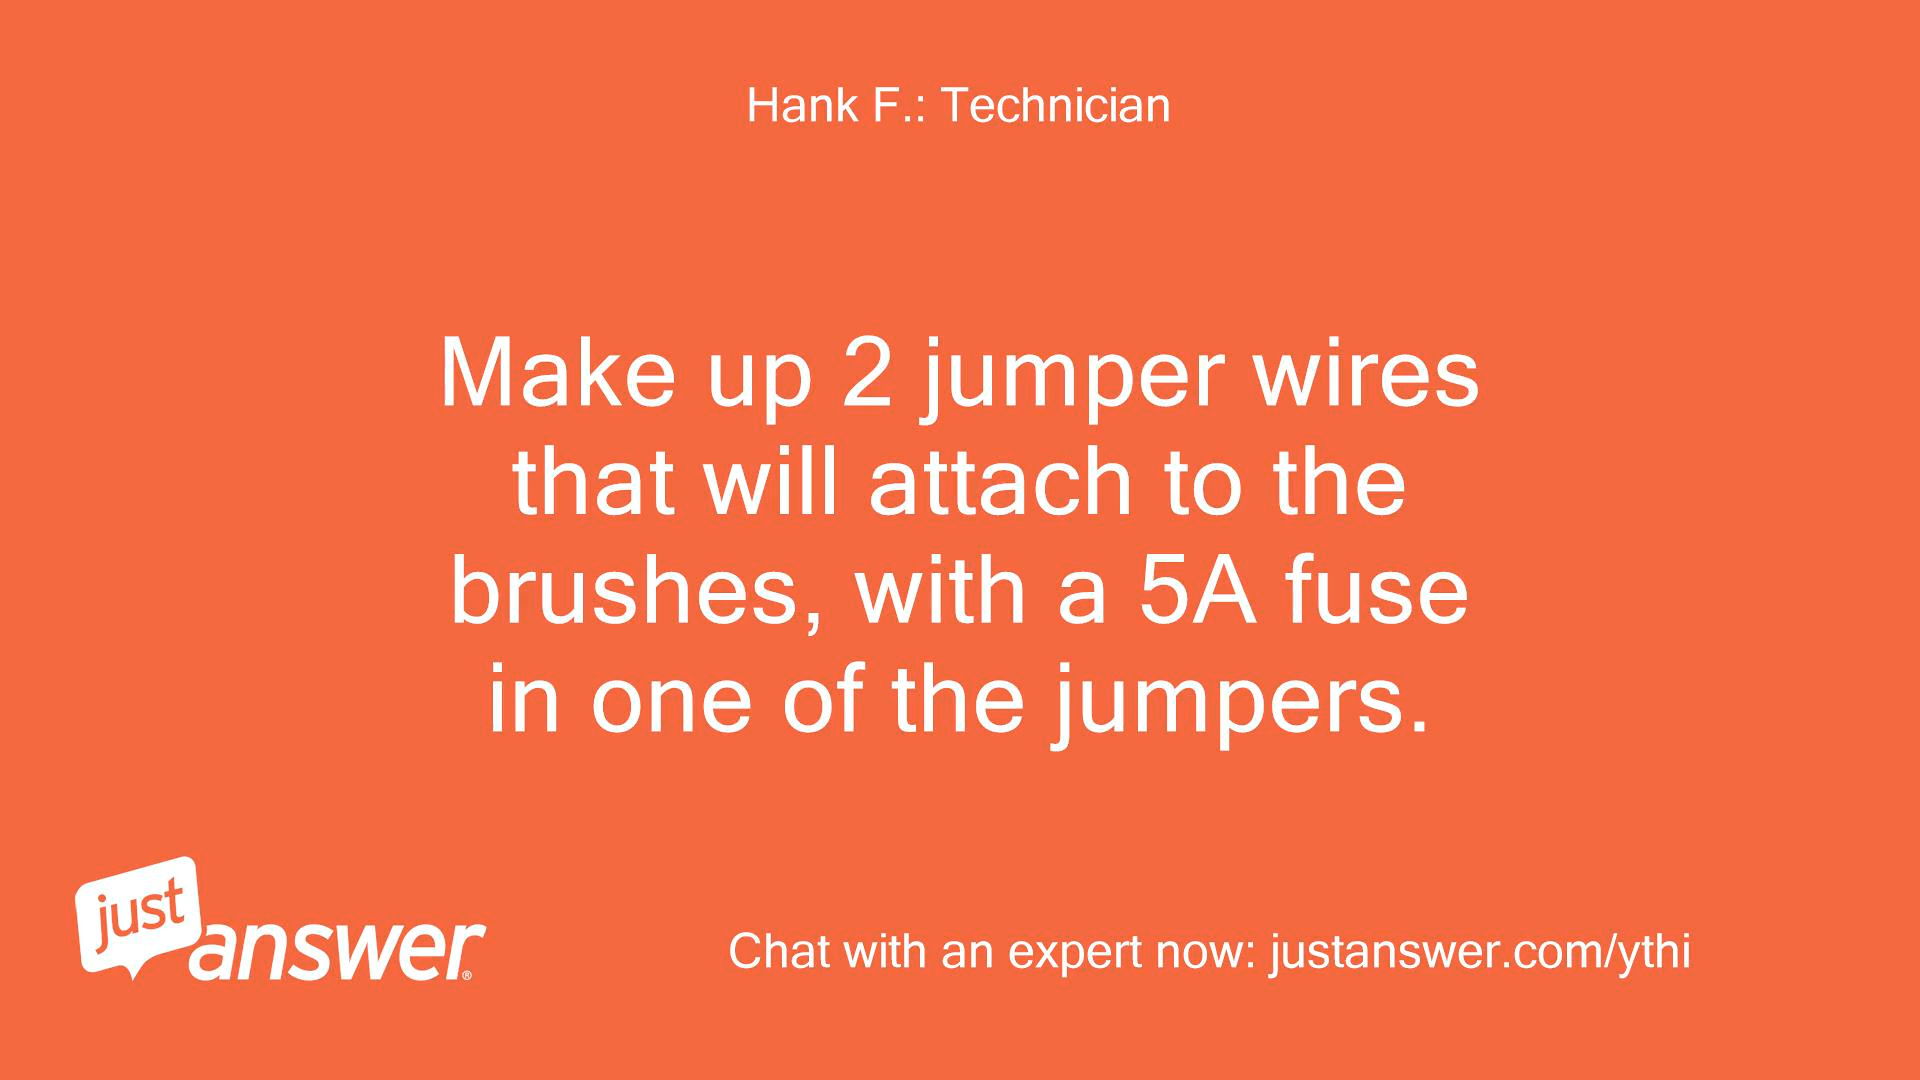 Hank F.: Technician
Make up 2 jumper wires
that will attach to the
brushes, with a 5A fuse
in one of the jumpers.
just
answer®
Chat with an expert now: justanswer.com/ythi